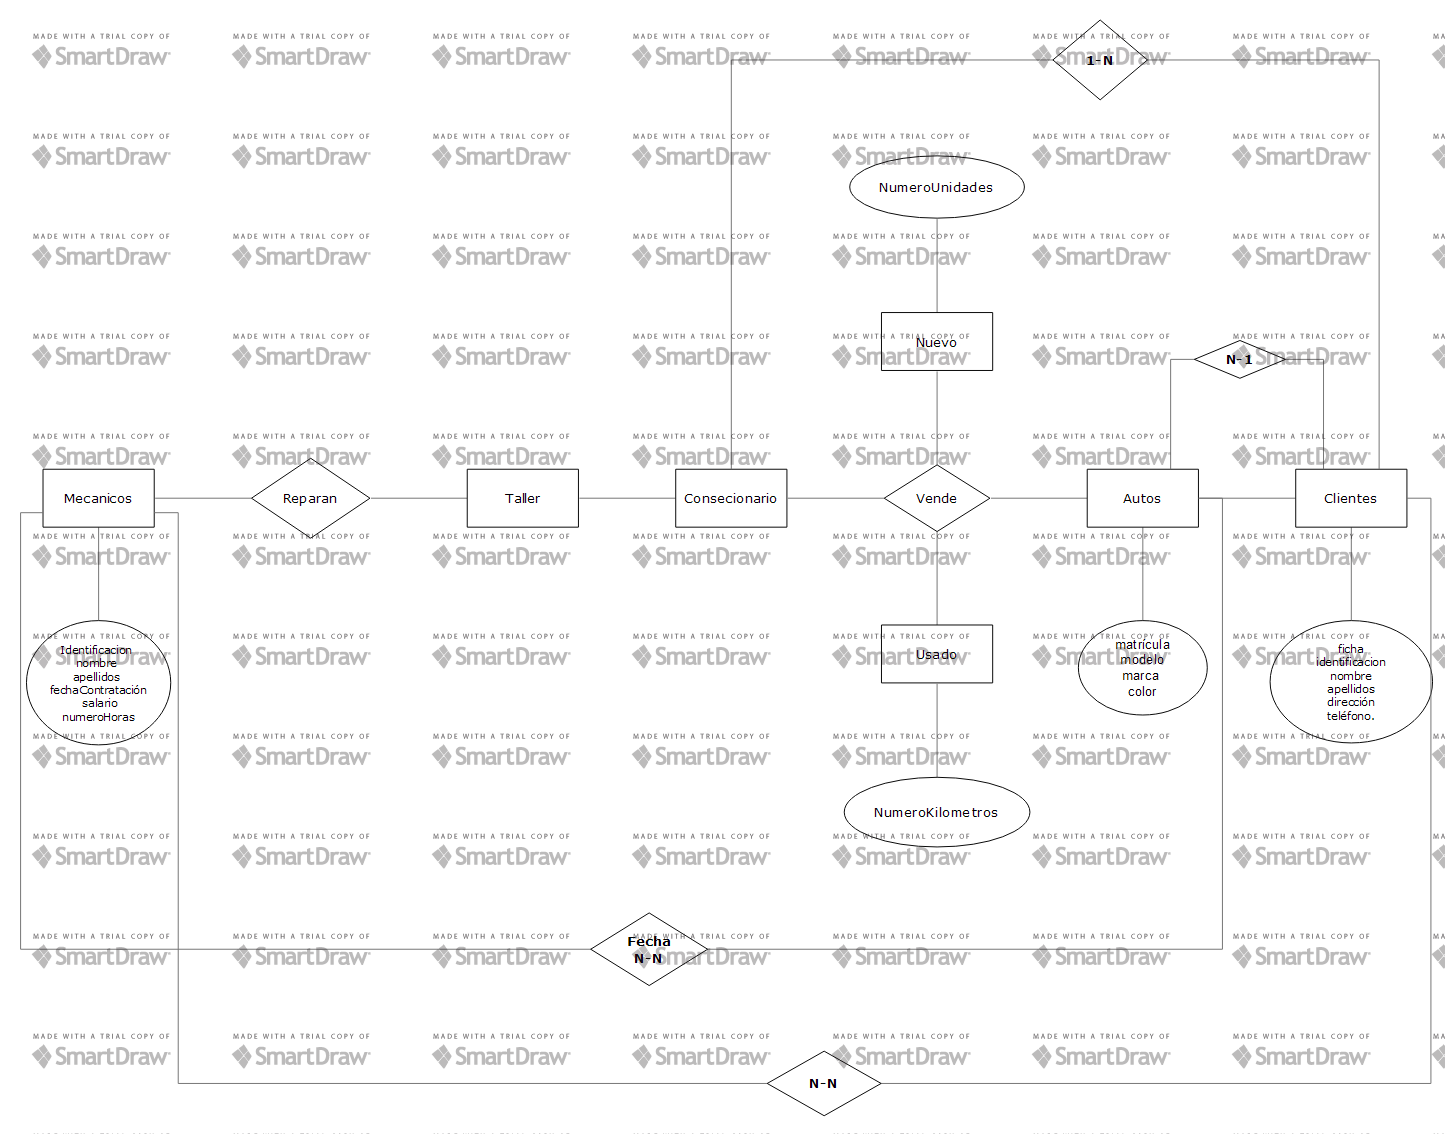 1-N
NumeroUnidades
Nuevo
N-1
Mecanicos
Reparan
Taller
Consecionario
Vende
Autos
Clientes
Identificacion
nombre
apellidos
fechaContratación
salario
numeroHoras
Usado
matrícula
modelo
marca
color
ficha
identificacion
nombre
apellidos
dirección
teléfono.
NumeroKilometros
Fecha
N-N
N-N
MADE WITH A TRIAL COPY OF
SmartDraw